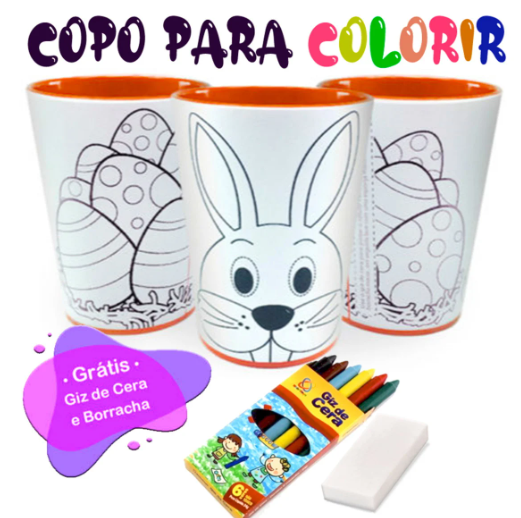 COPO PARA COLORIR
• Grátis •
Giz de Cera
e Borracha
Giz de
Cera
6